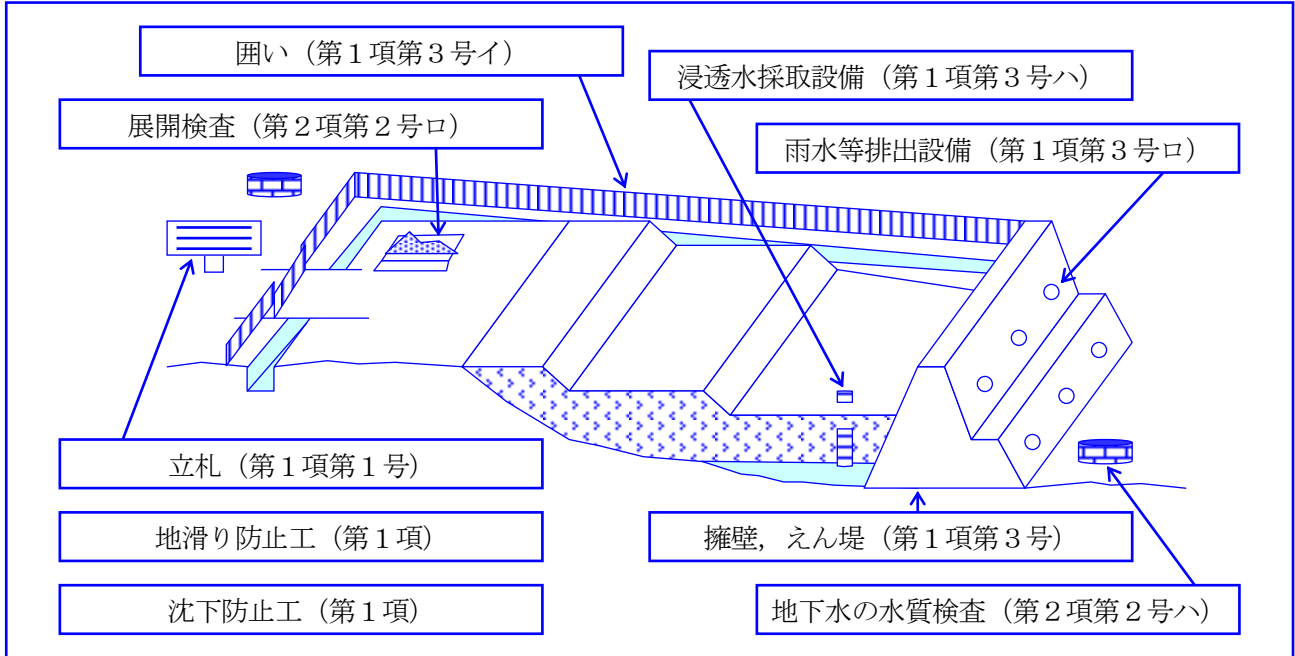 囲い（第１項第３号イ）
浸透水採取設備（第１項第３号ハ）
展開検査（第２項第２号ロ）
雨水等排出設備（第１項第３号ロ）
立札（第１項第１号）
地滑り防止工（第１項）
擁壁，えん堤（第１項第３号）
沈下防止工（第１項）
地下水の水質検査（第２項第２号ハ）